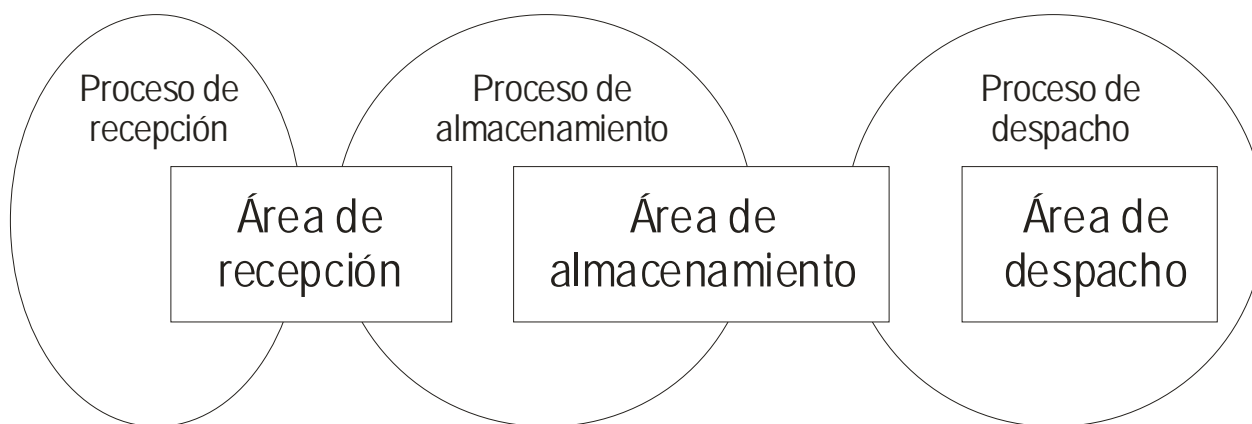 Proceso de
recepción
Proceso de
almacenamiento
Proceso de
despacho
Área de
recepción
Área de
almacenamiento
Área de
despacho